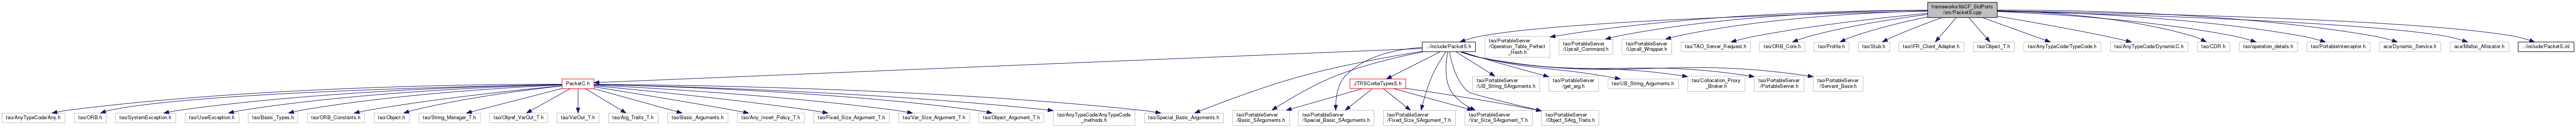 frameworks/libCF_StdPorts
/src/PacketS.cpp
../include/PacketS.h
tao/PortableServer
/Operation_Table_Perfect
_Hash.h
tao/PortableServer
/Upcall_Command.h
tao/PortableServer
/Upcall_Wrapper.h
tao/TAO_Server_Request.h
tao/ORB_Core.h
tao/Profile.h
tao/Stub.h
tao/IFR_Client_Adapter.h
tao/Object_T.h
tao/AnyTypeCode/TypeCode.h
tao/AnyTypeCode/DynamicC.h
tao/CDR.h
tao/operation_details.h
tao/PortableInterceptor.h
ace/Dynamic_Service.h
ace/Malloc_Allocator.h
../include/PacketS.inl
PacketC.h
JTRSCorbaTypesS.h
tao/PortableServer
/UB_String_SArguments.h
tao/PortableServer
/get_arg.h
tao/UB_String_Arguments.h
tao/Collocation_Proxy
_Broker.h
tao/PortableServer
/PortableServer.h
tao/PortableServer
/Servant_Base.h
tao/AnyTypeCode/Any.h
tao/ORB.h
tao/SystemException.h
tao/UserException.h
tao/Basic_Types.h
tao/ORB_Constants.h
tao/Object.h
tao/String_Manager_T.h
tao/Objref_VarOut_T.h
tao/VarOut_T.h
tao/Arg_Traits_T.h
tao/Basic_Arguments.h
tao/Any_Insert_Policy_T.h
tao/Fixed_Size_Argument_T.h
tao/Var_Size_Argument_T.h
tao/Object_Argument_T.h
tao/AnyTypeCode/AnyTypeCode
_methods.h
tao/Special_Basic_Arguments.h
tao/PortableServer
/Basic_SArguments.h
tao/PortableServer
/Special_Basic_SArguments.h
tao/PortableServer
/Fixed_Size_SArgument_T.h
tao/PortableServer
/Var_Size_SArgument_T.h
tao/PortableServer
/Object_SArg_Traits.h